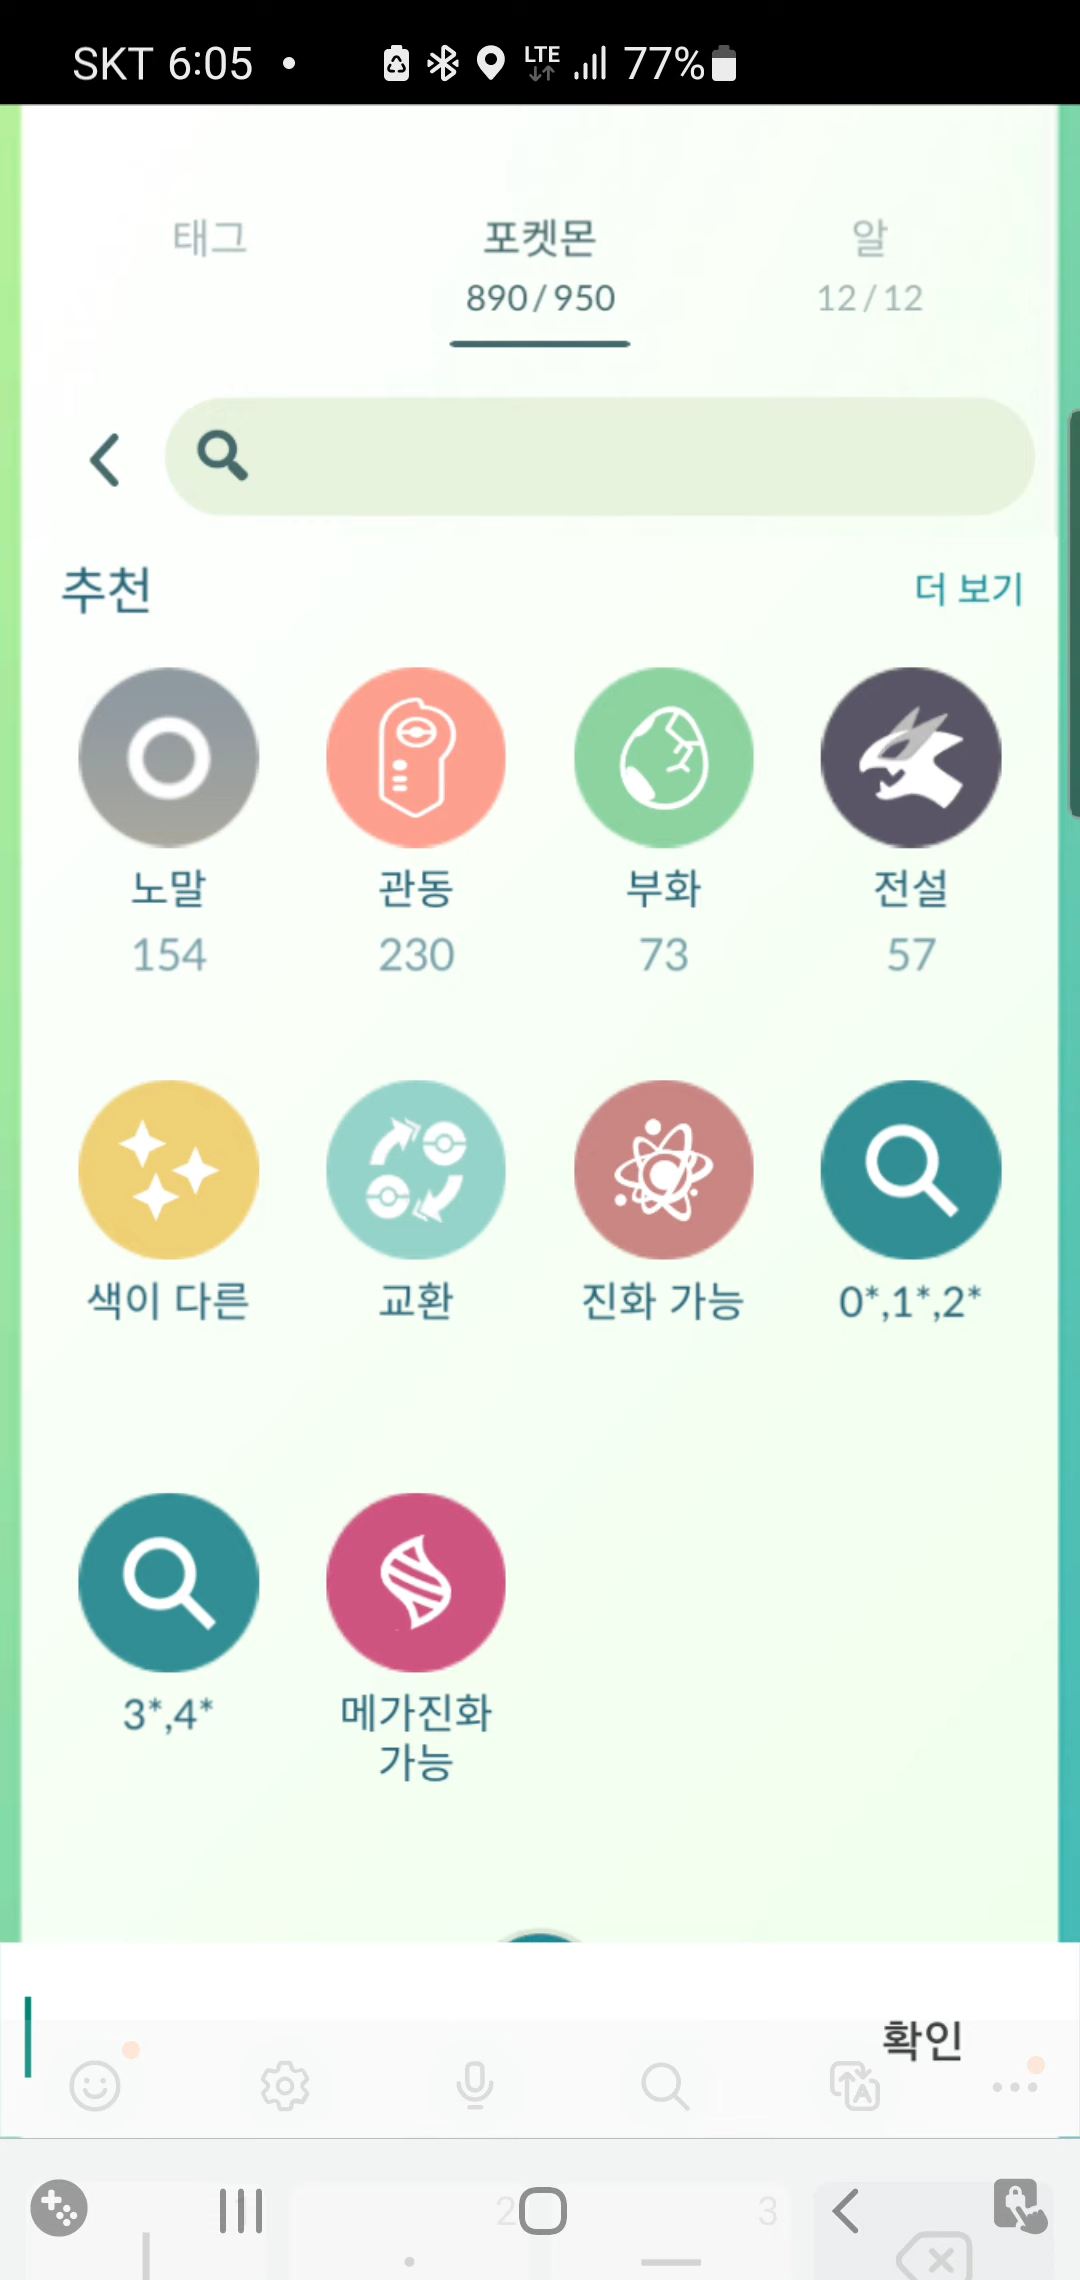 SKT 6:05 • LTE 77%
태그 포켓몬 알
890/950 12/12
추천 더 보기
노말 관동 부화 전설
154 230 73 57
색이 다른 교환 진화 가능 0*,1*,2*
3*,4* 메가진화
가능
확인
2 3
ㅣ · ㅡ